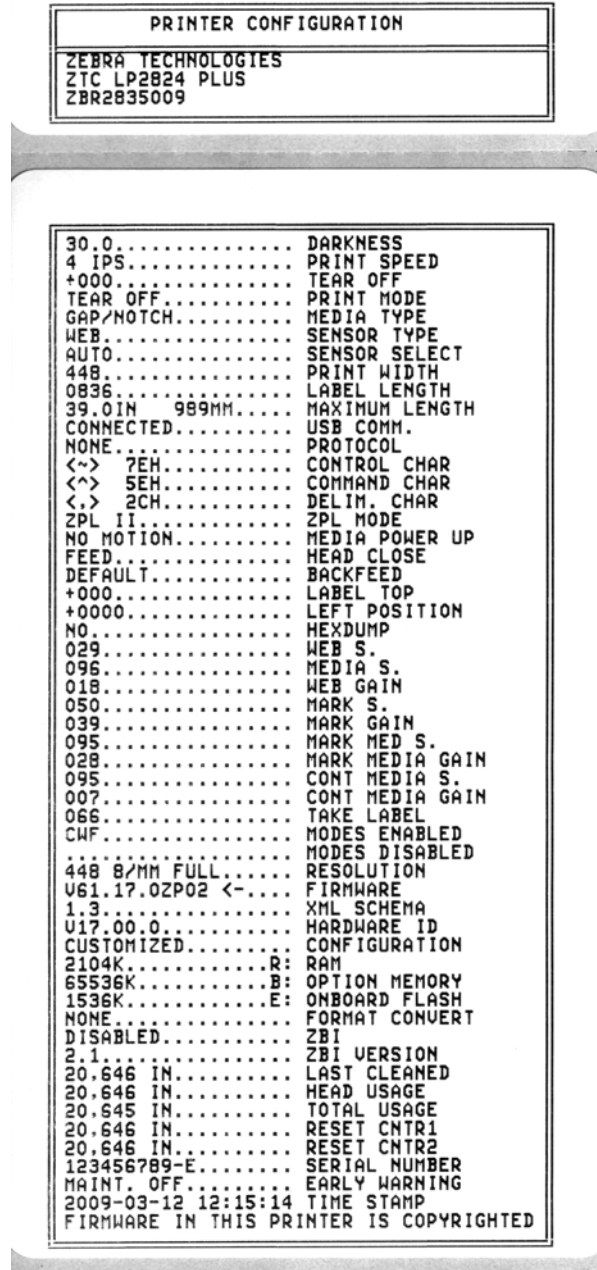 PRINTER CONFIGURATION
ZEBRA TECHNOLOGIES
ZTC LP2824 PLUS
ZBR2835009
30.0............... DARKNESS
4 IPS.............. PRINT SPEED
+000............... TEAR OFF
TEAR OFF........... PRINT MODE
GAP/NOTCH.......... MEDIA TYPE
WEB................ SENSOR TYPE
AUTO............... SENSOR SELECT
448................ PRINT WIDTH
0836............... LABEL LENGTH
39.0IN   989MM..... MAXIMUM LENGTH
CONNECTED.......... USB COMM.
NONE............... PROTOCOL
<~>  7EH........... CONTROL CHAR
<^>  5EH........... COMMAND CHAR
<,>  2CH........... DELIM. CHAR
ZPL II............. ZPL MODE
NO MOTION.......... MEDIA POWER UP
FEED............... HEAD CLOSE
DEFAULT............ BACKFEED
+000............... LABEL TOP
+0000.............. LEFT POSITION
NO................. HEXDUMP
029................ WEB S.
096................ MEDIA S.
018................ WEB GAIN
050................ MARK S.
039................ MARK GAIN
095................ MARK MED S.
028................ MARK MEDIA GAIN
095................ CONT MEDIA S.
007................ CONT MEDIA GAIN
066................ TAKE LABEL
CWF................ MODES ENABLED
................... MODES DISABLED
448 8/MM FULL...... RESOLUTION
V61.17.0ZP02 <-.... FIRMWARE
1.3................ XML SCHEMA
V17.00.0........... HARDWARE ID
CUSTOMIZED......... CONFIGURATION
2104K............R: RAM
65536K...........B: OPTION MEMORY
1536K............E: ONBOARD FLASH
NONE............... FORMAT CONVERT
DISABLED........... ZBI
2.1................ ZBI VERSION
20,646 IN.......... LAST CLEANED
20,646 IN.......... HEAD USAGE
20,645 IN.......... TOTAL USAGE
20,646 IN.......... RESET CNTR1
20,646 IN.......... RESET CNTR2
123456789-E........ SERIAL NUMBER
MAINT. OFF......... EARLY WARNING
2009-03-12 12:15:14 TIME STAMP
FIRMWARE IN THIS PRINTER IS COPYRIGHTED